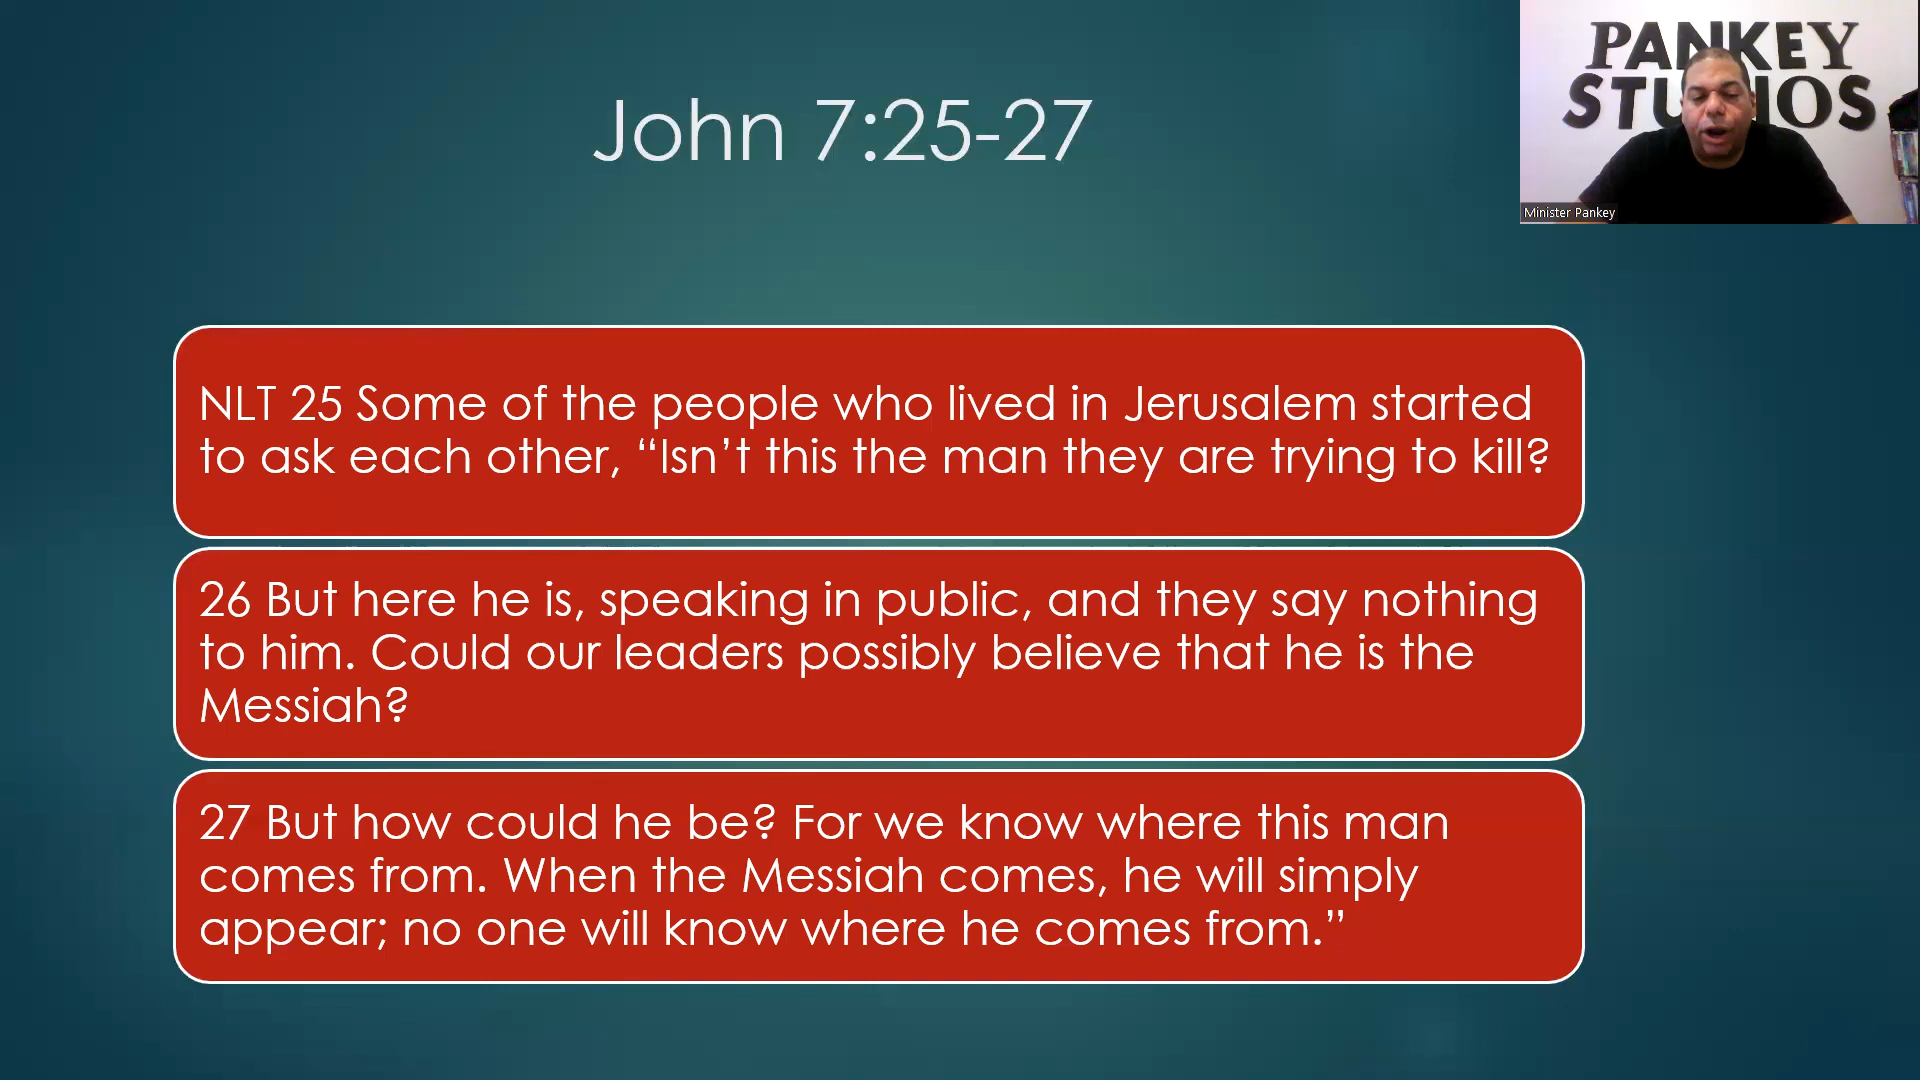 John 7:25-27
PANKEY
STUDIOS
Minister Pankey
NLT 25 Some of the people who lived in Jerusalem started
to ask each other, “Isn’t this the man they are trying to kill?
26 But here he is, speaking in public, and they say nothing
to him. Could our leaders possibly believe that he is the
Messiah?
27 But how could he be? For we know where this man
comes from. When the Messiah comes, he will simply
appear; no one will know where he comes from.”